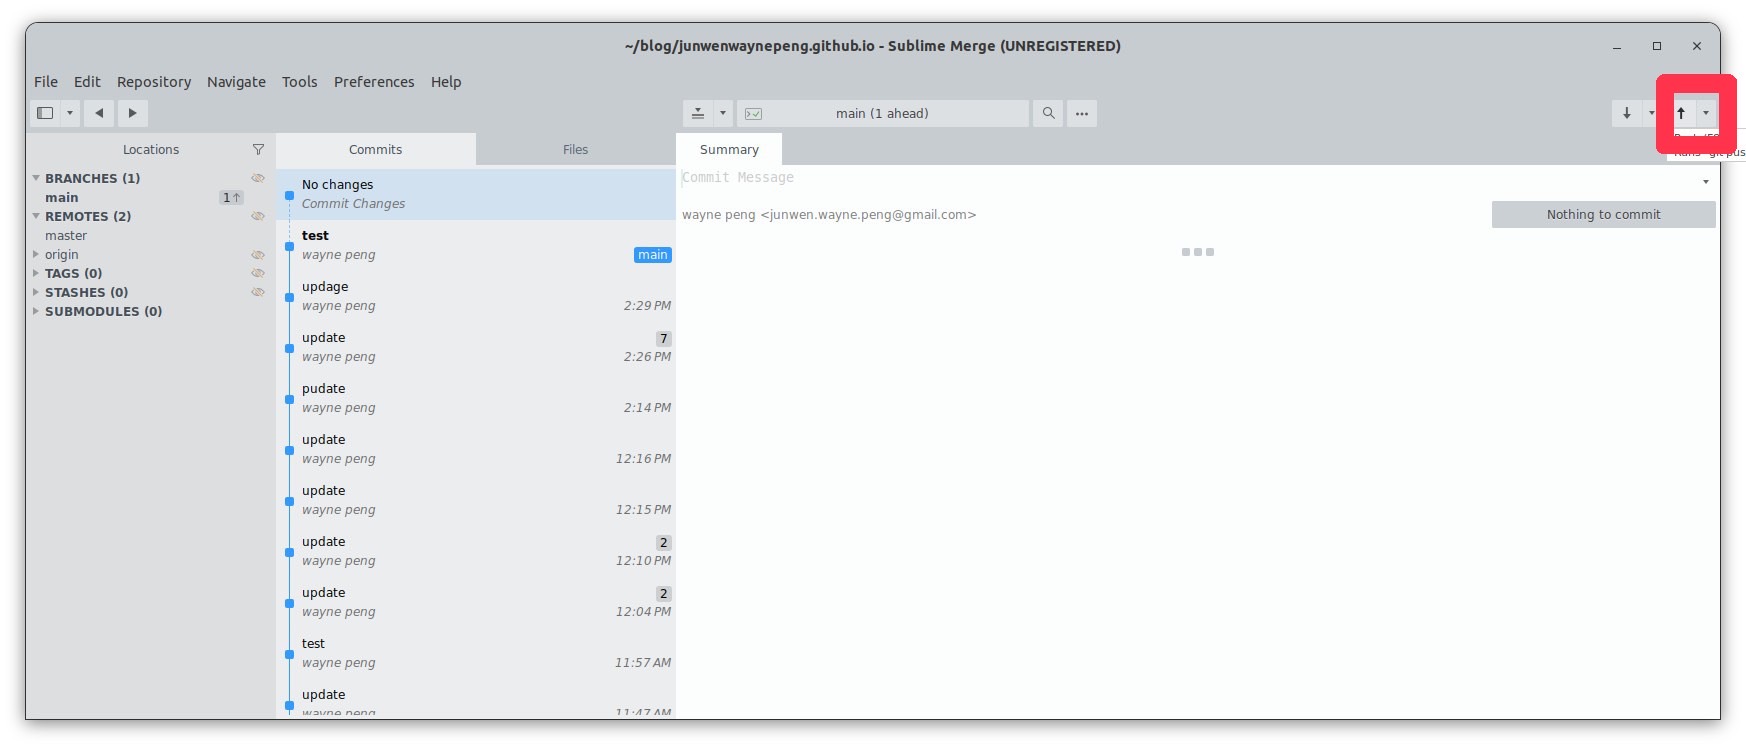 ~/blog/junwenwaynepeng.github.io - Sublime Merge (UNREGISTERED)
File Edit Repository Navigate Tools Preferences Help
main (1 ahead)
Locations
BRANCHES (1)
main 1↑
REMOTES (2)
master
origin
TAGS (0)
STASHES (0)
SUBMODULES (0)
Commits Files
No changes
Commit Changes
test
wayne peng main
updage
wayne peng 2:29 PM
update 7
wayne peng 2:26 PM
pudate
wayne peng 2:14 PM
update
wayne peng 12:16 PM
update
wayne peng 12:15 PM
update 2
wayne peng 12:10 PM
update 2
wayne peng 12:04 PM
test
wayne peng 11:57 AM
update
wayne peng 11:47 AM
Summary
Commit Message
wayne peng <junwen.wayne.peng@gmail.com>
Nothing to commit